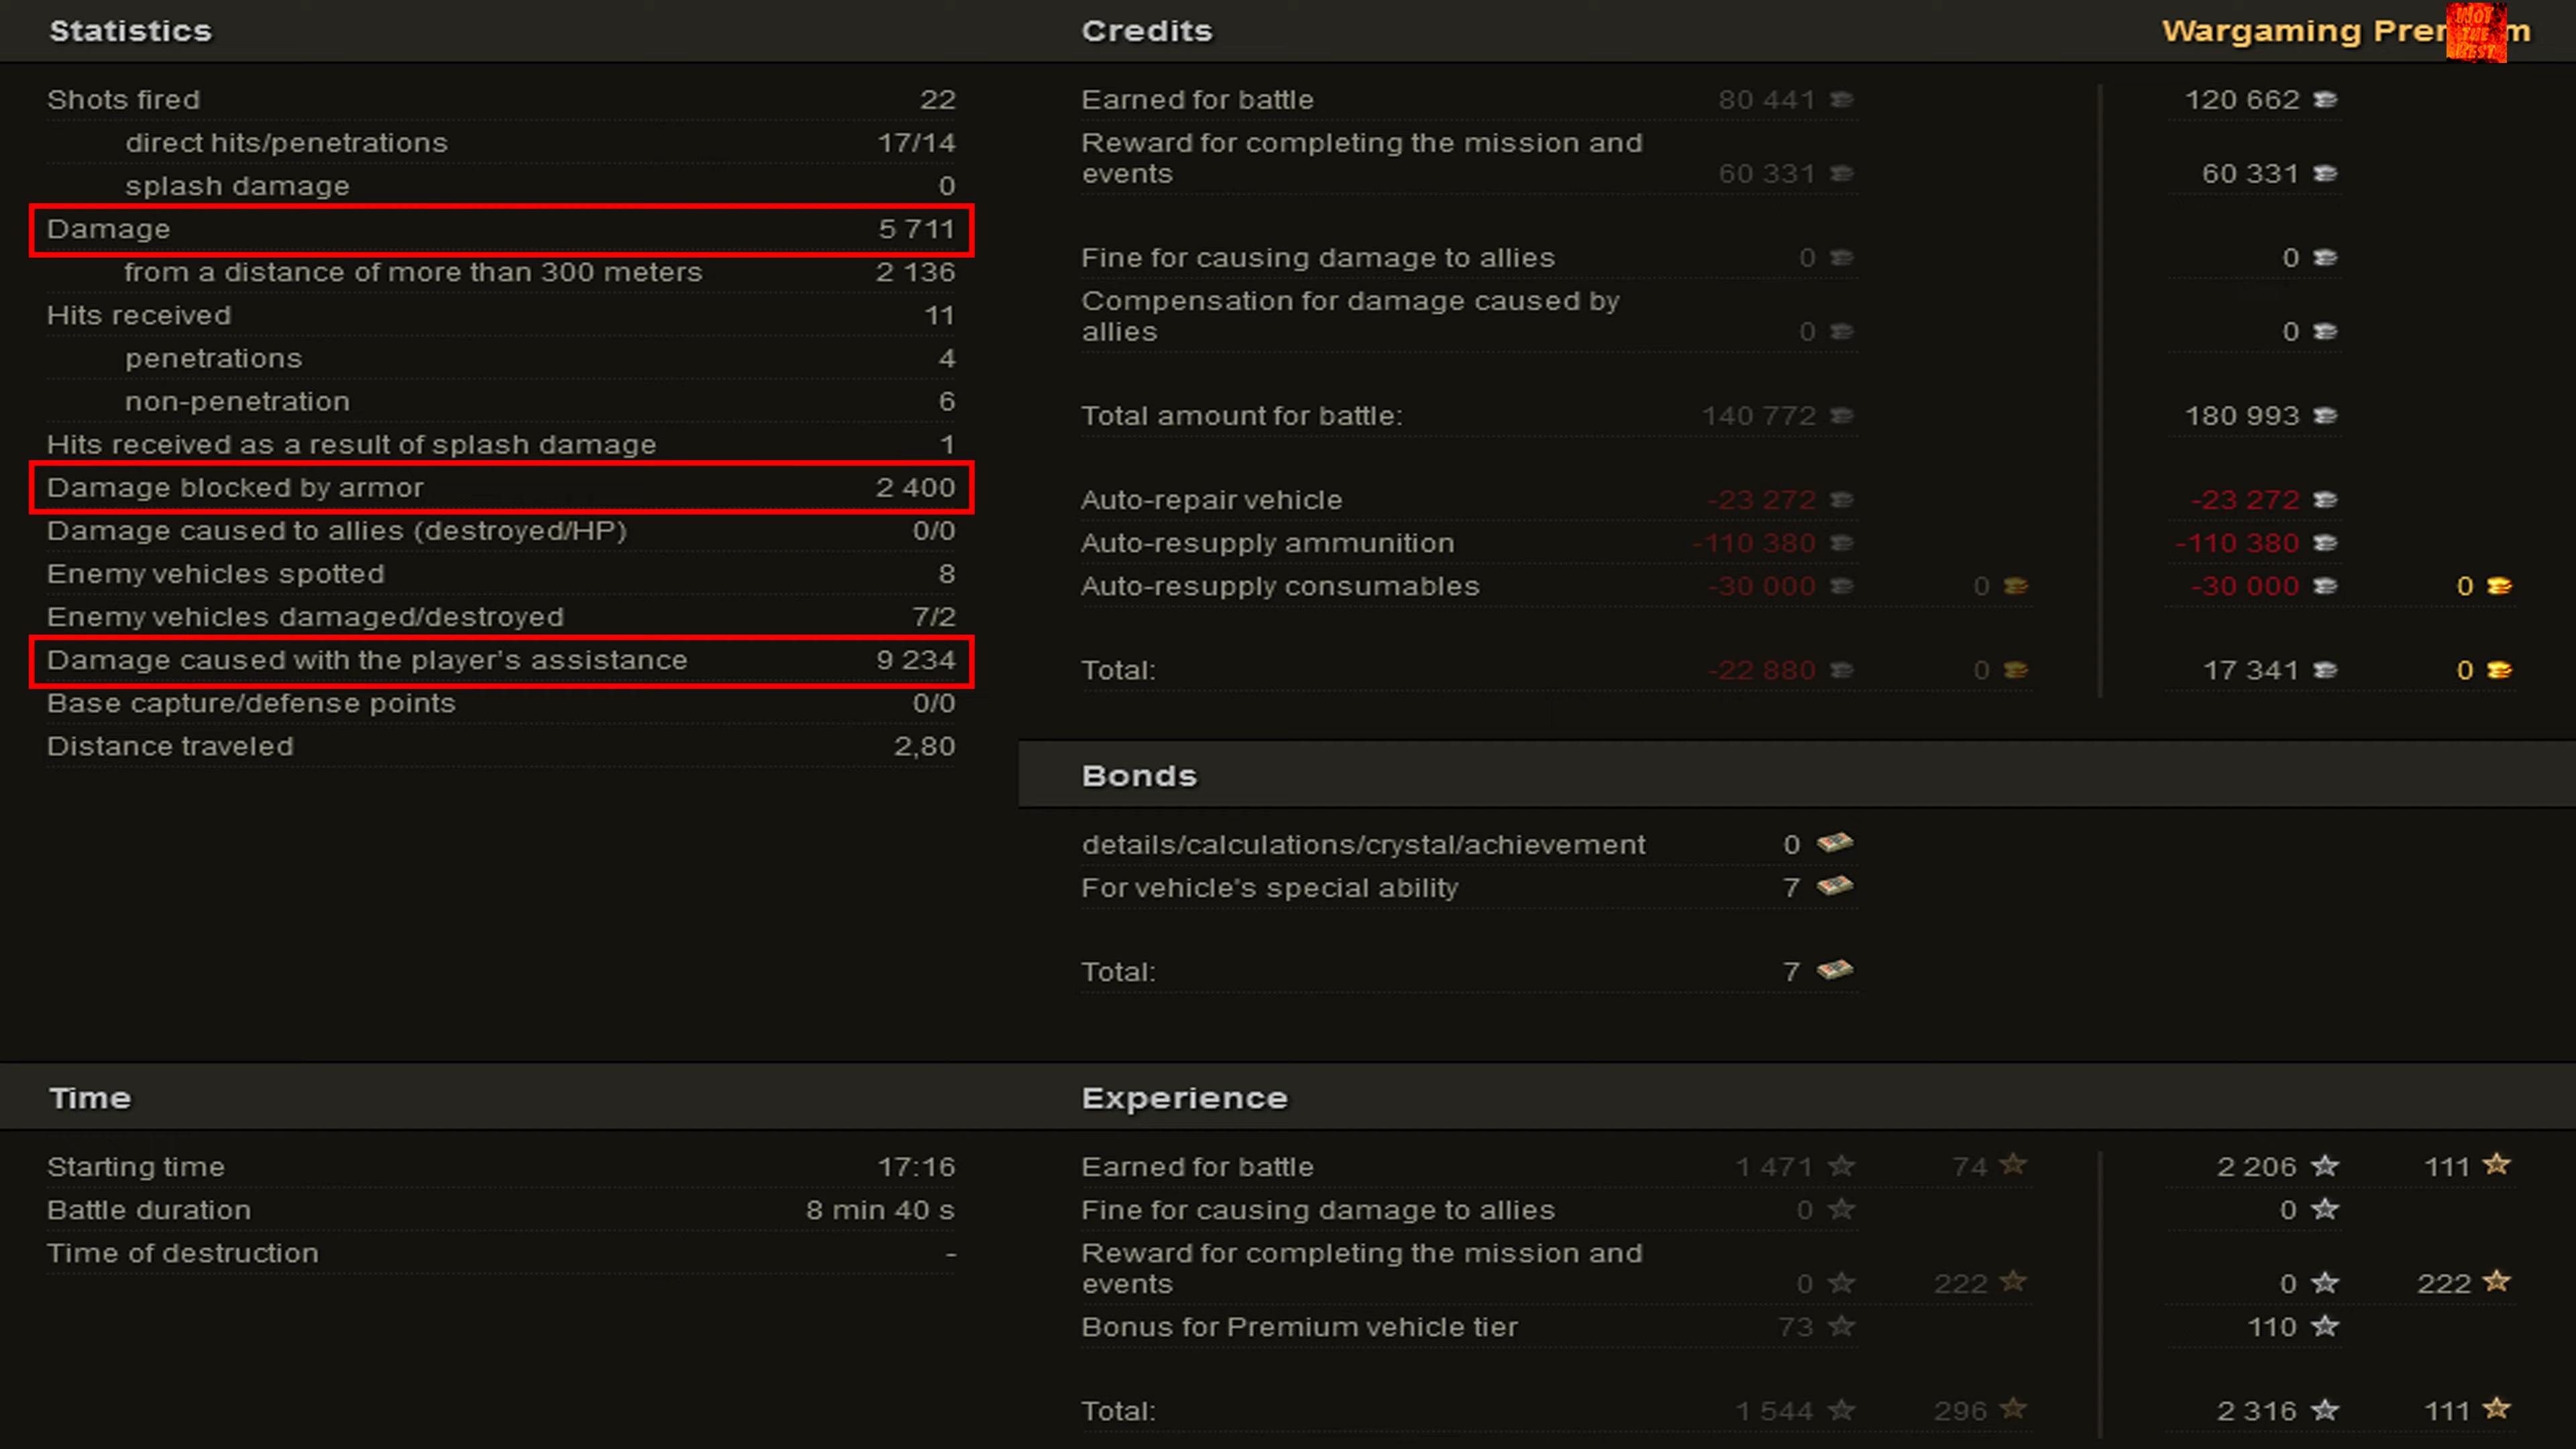 Statistics
Shots fired 22
direct hits/penetrations 17/14
splash damage 0
Damage 5 711
from a distance of more than 300 meters 2 136
Hits received 11
penetrations 4
non-penetration 6
Hits received as a result of splash damage 1
Damage blocked by armor 2 400
Damage caused to allies (destroyed/HP) 0/0
Enemy vehicles spotted 8
Enemy vehicles damaged/destroyed 7/2
Damage caused with the player's assistance 9 234
Base capture/defense points 0/0
Distance traveled 2,80
Credits Wargaming
Earned for battle 80 441 120 662
Reward for completing the mission and
events 60 331 60 331
Fine for causing damage to allies 0 0
Compensation for damage caused by
allies 0 0
Total amount for battle: 140 772 180 993
Auto-repair vehicle -23 272 -23 272
Auto-resupply ammunition -110 380 -110 380
Auto-resupply consumables -30 000 0 -30 000 0
Total: -22 880 0 17 341 0
Bonds
details/calculations/crystal/achievement 0
For vehicle's special ability 7
Total: 7
Time
Starting time 17:16
Battle duration 8 min 40 s
Time of destruction -
Experience
Earned for battle 1 471 74 2 206 111
Fine for causing damage to allies 0 0
Reward for completing the mission and
events 0 222 0 222
Bonus for Premium vehicle tier 73 110
Total: 1 544 296 2 316 111